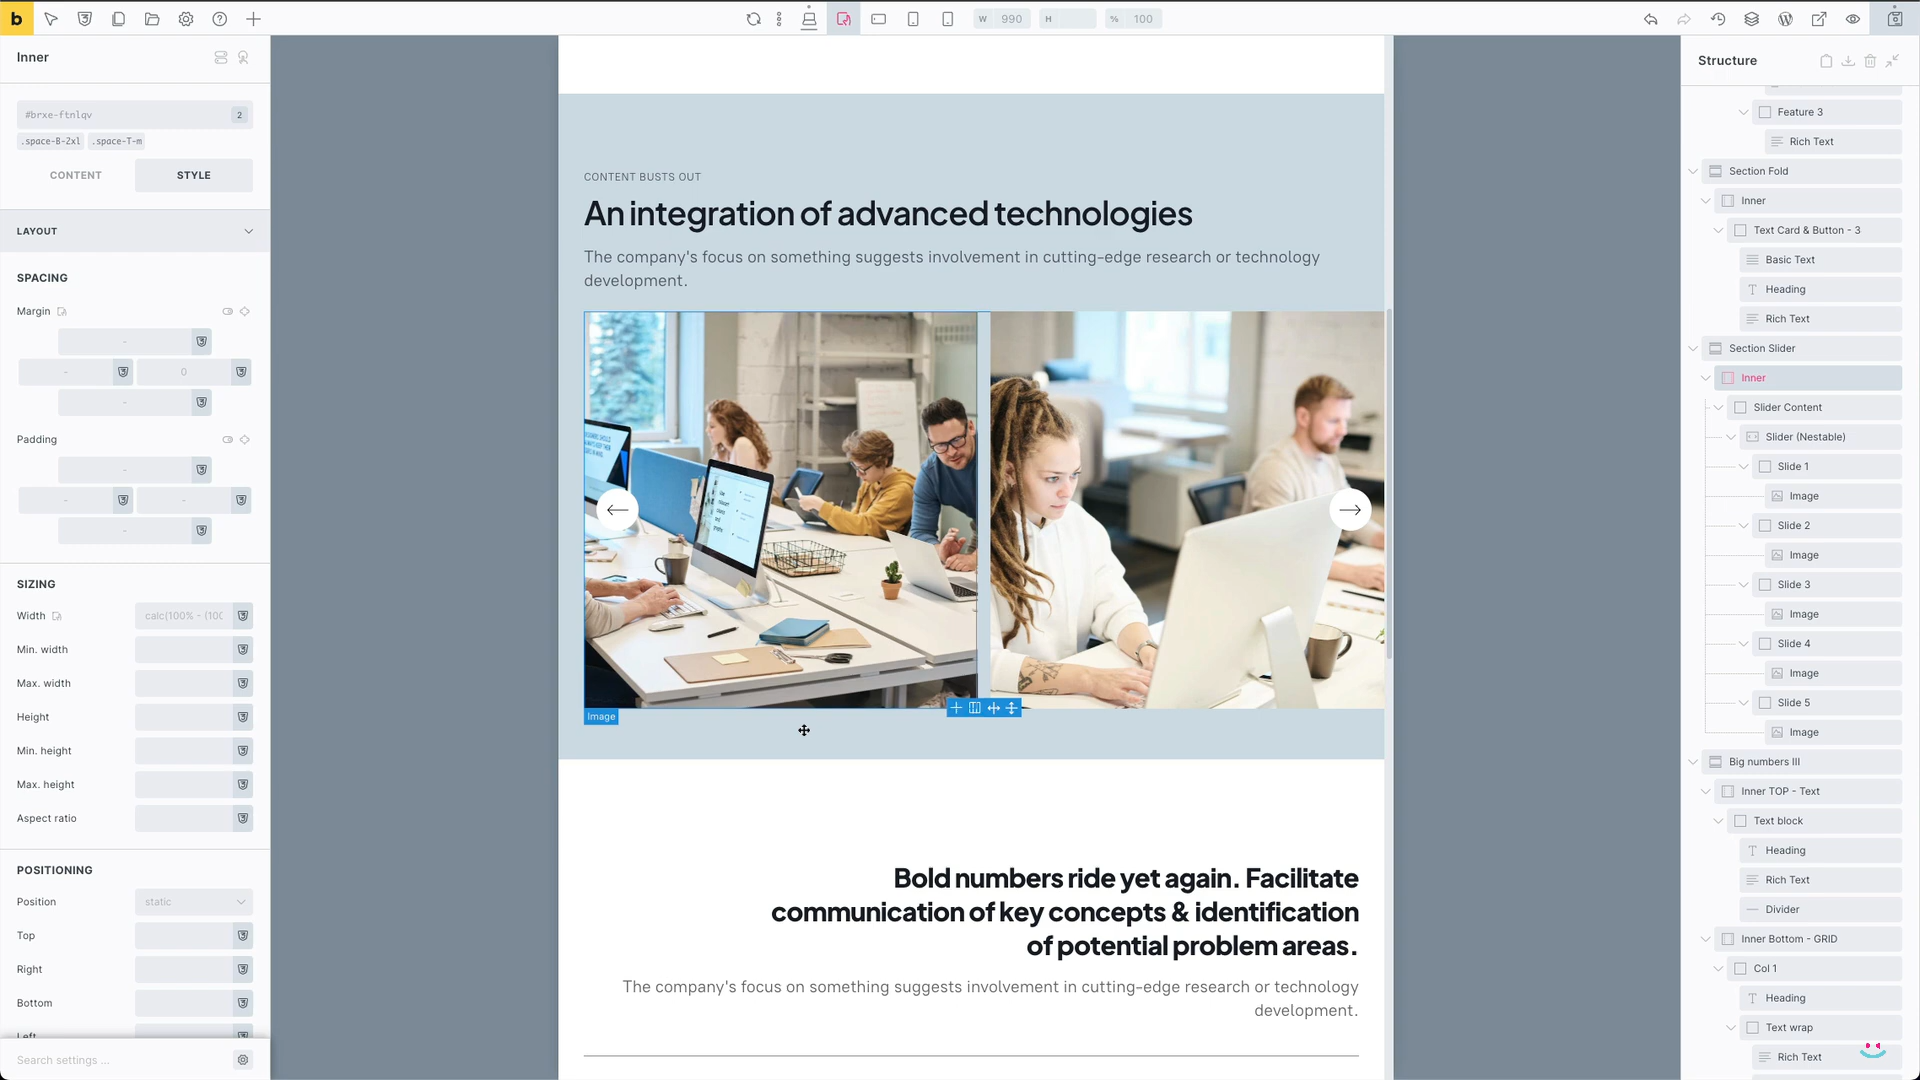 b
W 990 H % 100
Inner
#brxe-ftnlqv 2
.space-B-2xl .space-T-m
CONTENT STYLE
LAYOUT
SPACING
Margin
-
- 0
-
Padding
-
- -
-
SIZING
Width calc(100% - (100
Min. width
Max. width
Height
Min. height
Max. height
Aspect ratio
POSITIONING
Position static
Top
Right
Bottom
Left
Search settings ...
CONTENT BUSTS OUT
An integration of advanced technologies
The company's focus on something suggests involvement in cutting-edge research or technology
development.
Image
Bold numbers ride yet again. Facilitate
communication of key concepts & identification
of potential problem areas.
The company's focus on something suggests involvement in cutting-edge research or technology
development.
Structure
Feature 3
Rich Text
Section Fold
Inner
Text Card & Button - 3
Basic Text
Heading
Rich Text
Section Slider
Inner
Slider Content
Slider (Nestable)
Slide 1
Image
Slide 2
Image
Slide 3
Image
Slide 4
Image
Slide 5
Image
Big numbers III
Inner TOP - Text
Text block
Heading
Rich Text
Divider
Inner Bottom - GRID
Col 1
Heading
Text wrap
Rich Text